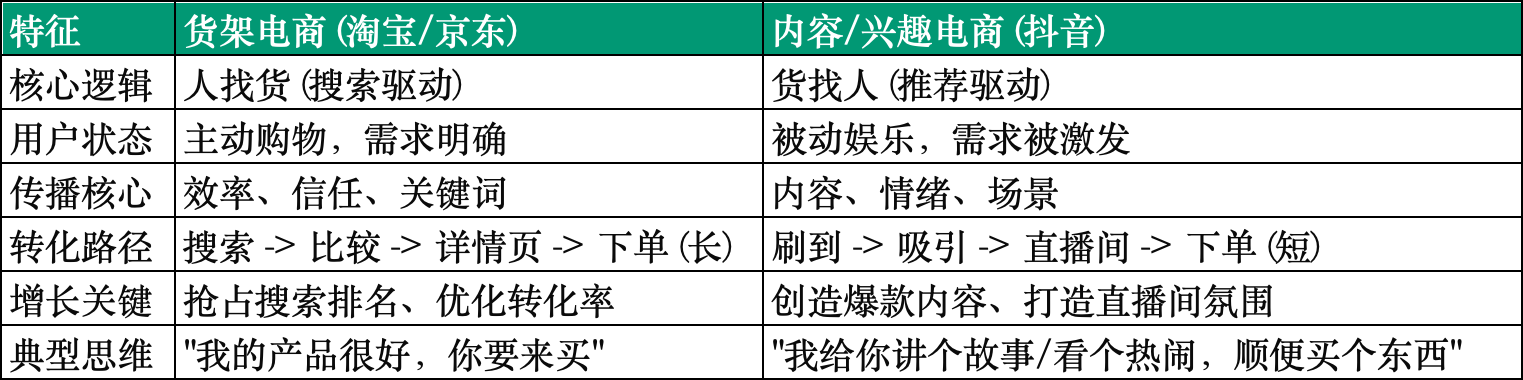 特征 货架电商 (淘宝/京东) 内容/兴趣电商 (抖音)
核心逻辑 人找货 (搜索驱动) 货找人 (推荐驱动)
用户状态 主动购物，需求明确 被动娱乐，需求被激发
传播核心 效率、信任、关键词 内容、情绪、场景
转化路径 搜索 -> 比较 -> 详情页 -> 下单 (长) 刷到 -> 吸引 -> 直播间 -> 下单 (短)
增长关键 抢占搜索排名、优化转化率 创造爆款内容、打造直播间氛围
典型思维 "我的产品很好，你要来买" "我给你讲个故事/看个热闹，顺便买个东西"